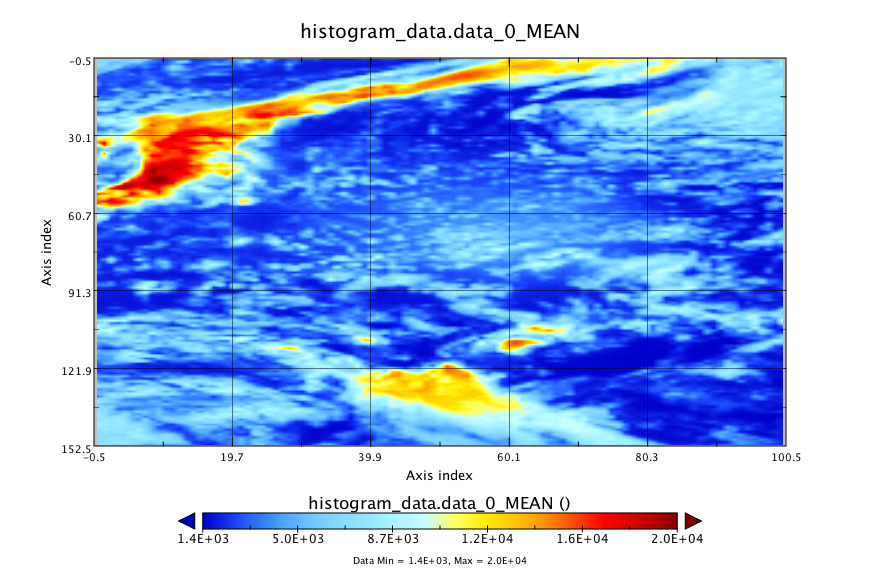 histogram_data.data_0_MEAN
-0.5
30.1
60.7
91.3
121.9
152.5
Axis index
-0.5 19.7 39.9 60.1 80.3 100.5
Axis index
histogram_data.data_0_MEAN ()
1.4E+03 5.0E+03 8.7E+03 1.2E+04 1.6E+04 2.0E+04
Data Min = 1.4E+03, Max = 2.0E+04